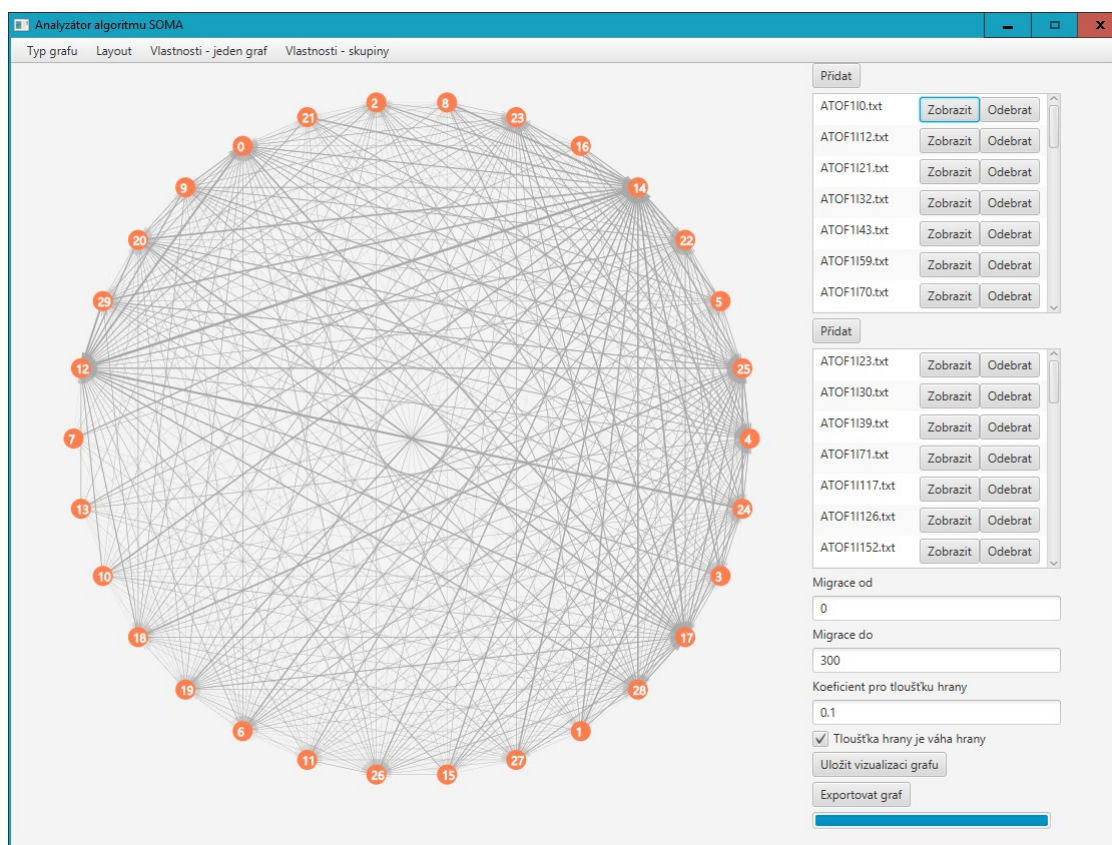 Analyzátor algoritmu SOMA
Typ grafu Layout Vlastnosti - jeden graf Vlastnosti - skupiny
2
8
21
23
0
16
9
14
20
22
29
5
12
25
7
4
13
24
10
3
18
17
19
28
6
1
11
27
26
15
Přidat
ATOF1I0.txt Zobrazit Odebrat
ATOF1I12.txt Zobrazit Odebrat
ATOF1I21.txt Zobrazit Odebrat
ATOF1I32.txt Zobrazit Odebrat
ATOF1I43.txt Zobrazit Odebrat
ATOF1I59.txt Zobrazit Odebrat
ATOF1I70.txt Zobrazit Odebrat
Přidat
ATOF1I23.txt Zobrazit Odebrat
ATOF1I30.txt Zobrazit Odebrat
ATOF1I39.txt Zobrazit Odebrat
ATOF1I71.txt Zobrazit Odebrat
ATOF1I117.txt Zobrazit Odebrat
ATOF1I126.txt Zobrazit Odebrat
ATOF1I152.txt Zobrazit Odebrat
Migrace od
0
Migrace do
300
Koeficient pro tloušťku hrany
0.1
Tloušťka hrany je váha hrany
Uložit vizualizaci grafu
Exportovat graf